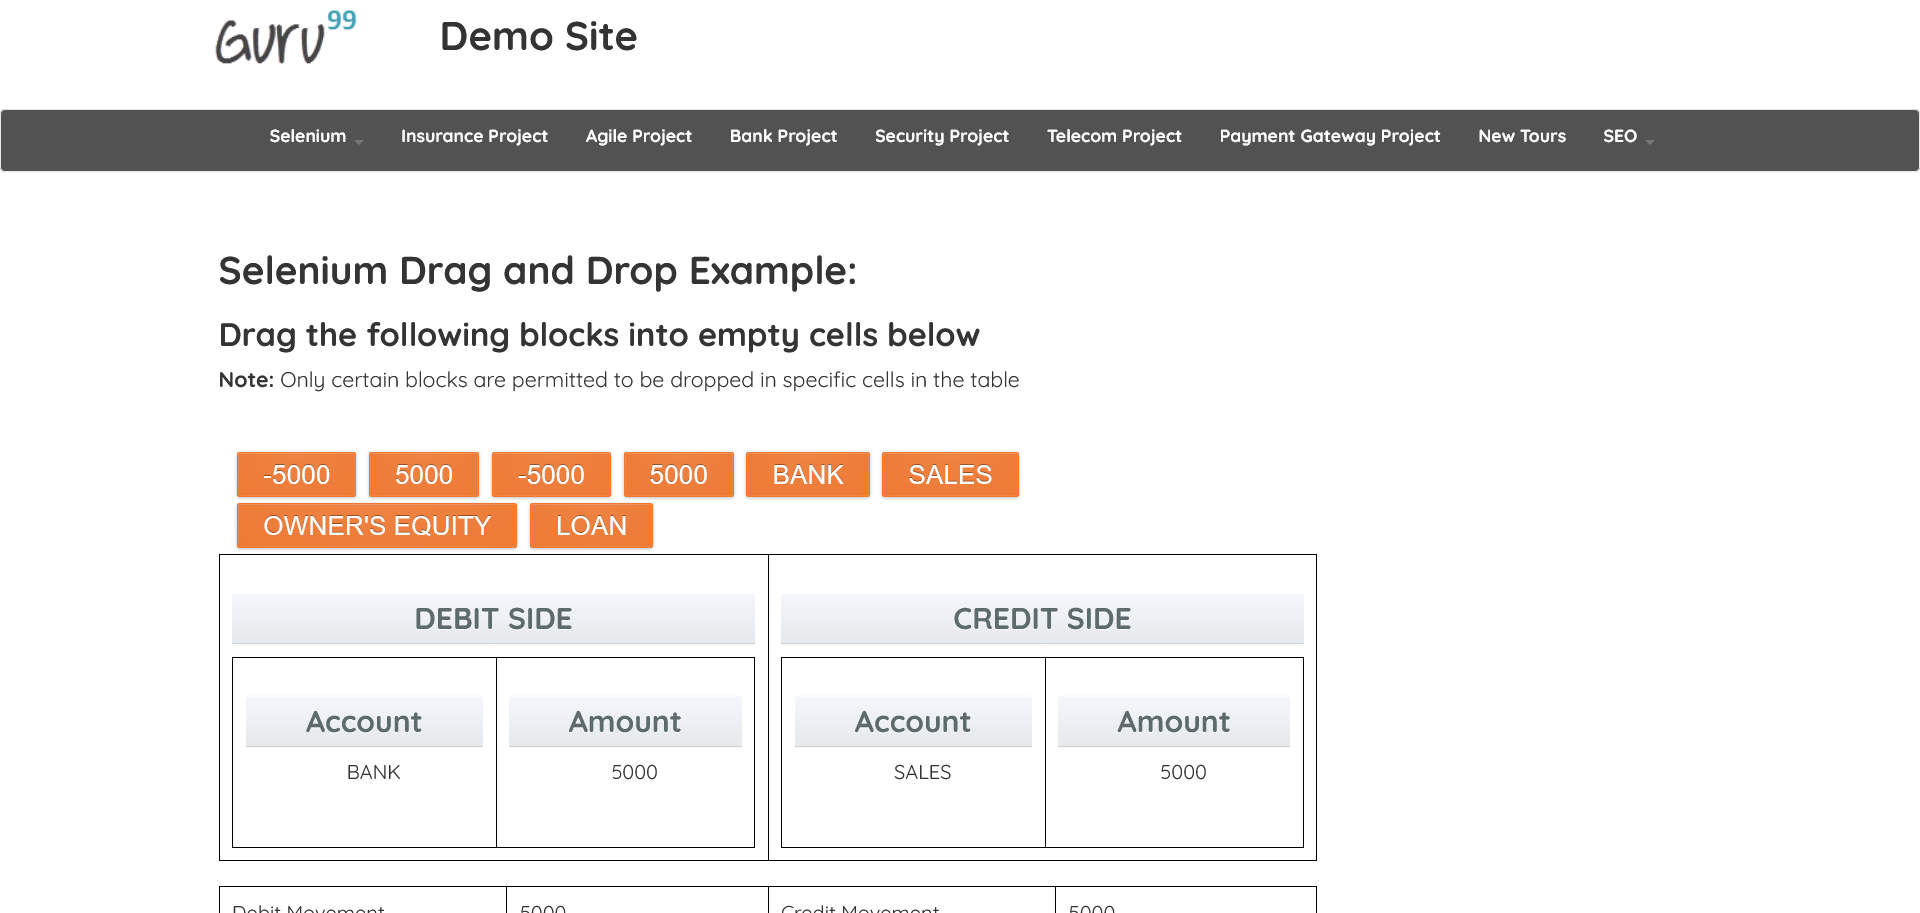 Guru99
Demo Site
Selenium Insurance Project Agile Project Bank Project Security Project Telecom Project Payment Gateway Project New Tours SEO
Selenium Drag and Drop Example:
Drag the following blocks into empty cells below
Note: Only certain blocks are permitted to be dropped in specific cells in the table
-5000 5000 -5000 5000 BANK SALES
OWNER'S EQUITY LOAN
DEBIT SIDE CREDIT SIDE
Account Amount Account Amount
BANK 5000 SALES 5000
Debit Movement 5000 Credit Movement 5000